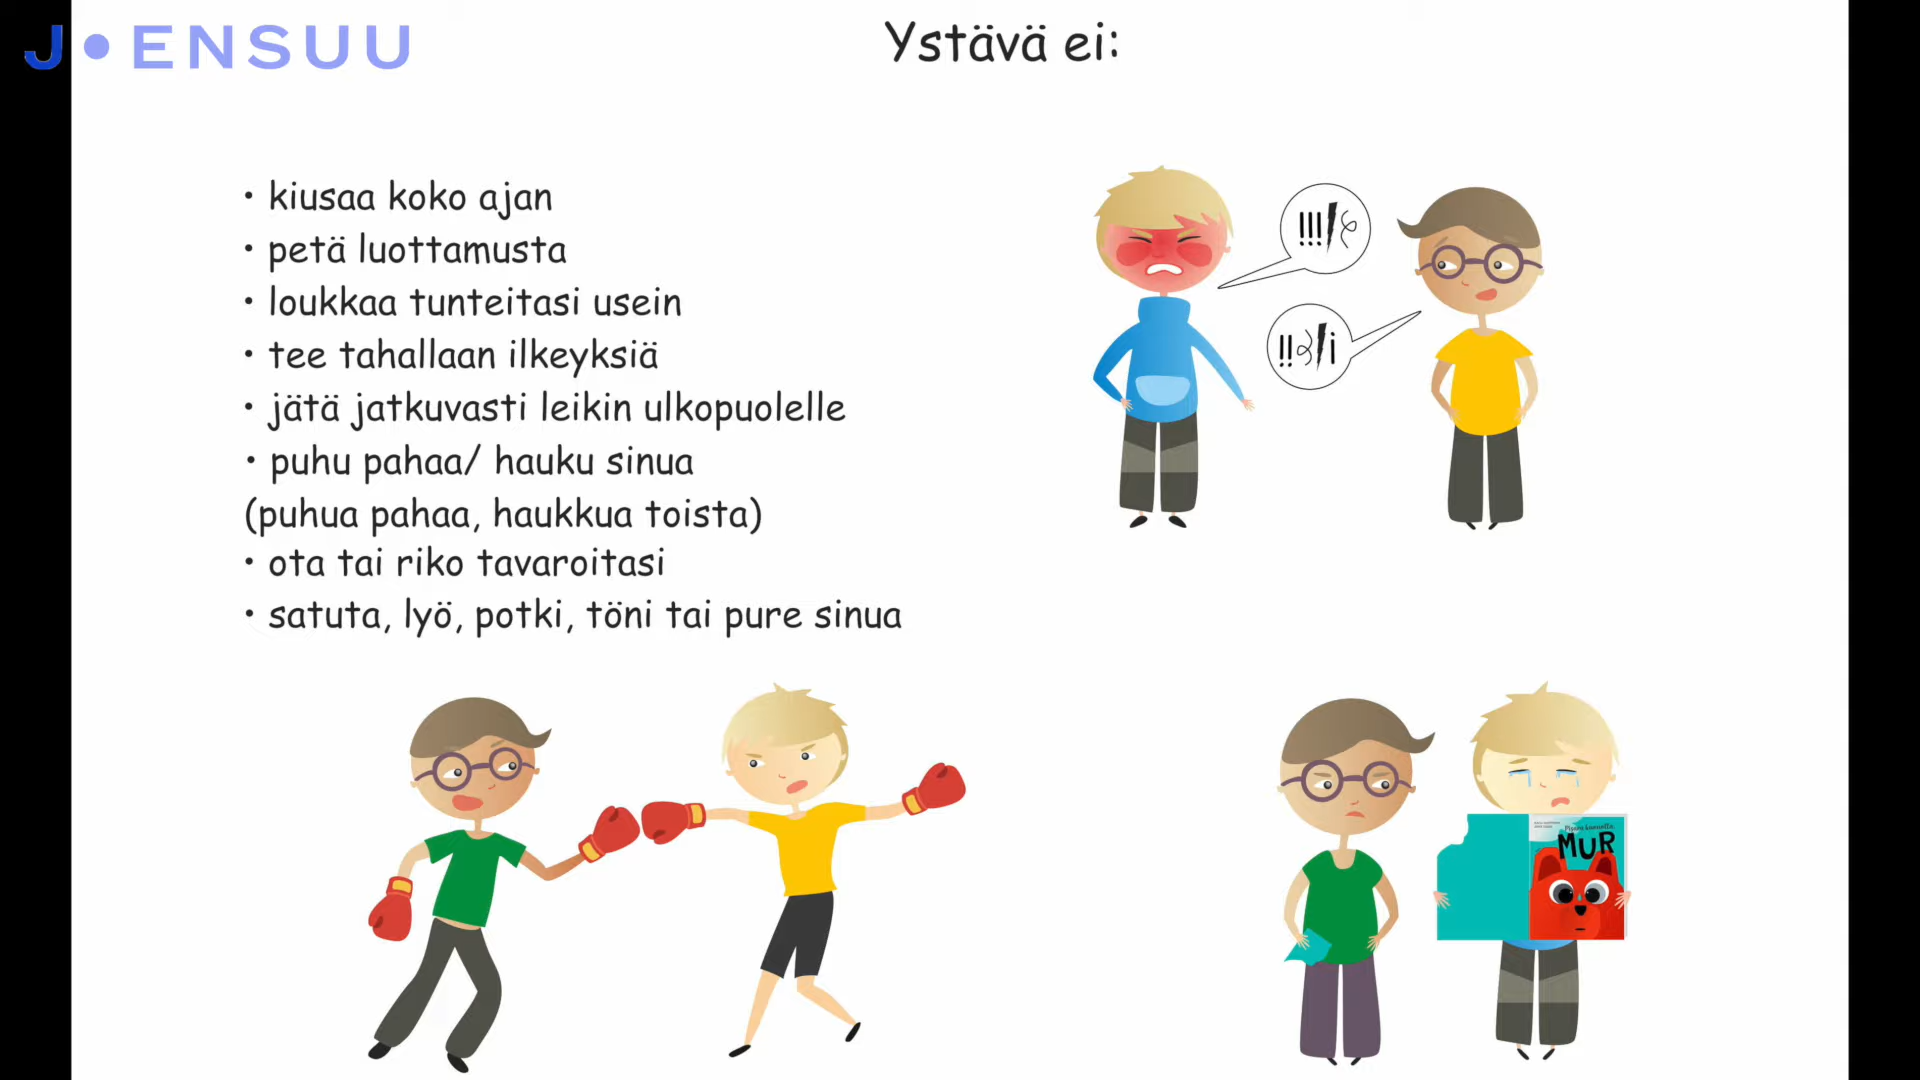 J•ENSUU
Ystävä ei:
• kiusaa koko ajan
• petä luottamusta
• loukkaa tunteitasi usein
• tee tahallaan ilkeyksiä
• jätä jatkuvasti leikin ulkopuolelle
• puhu pahaa/ hauku sinua
(puhua pahaa, haukkua toista)
• ota tai riko tavaroitasi
• satuta, lyö, potki, töni tai pure sinua
!!!
!!
MUR